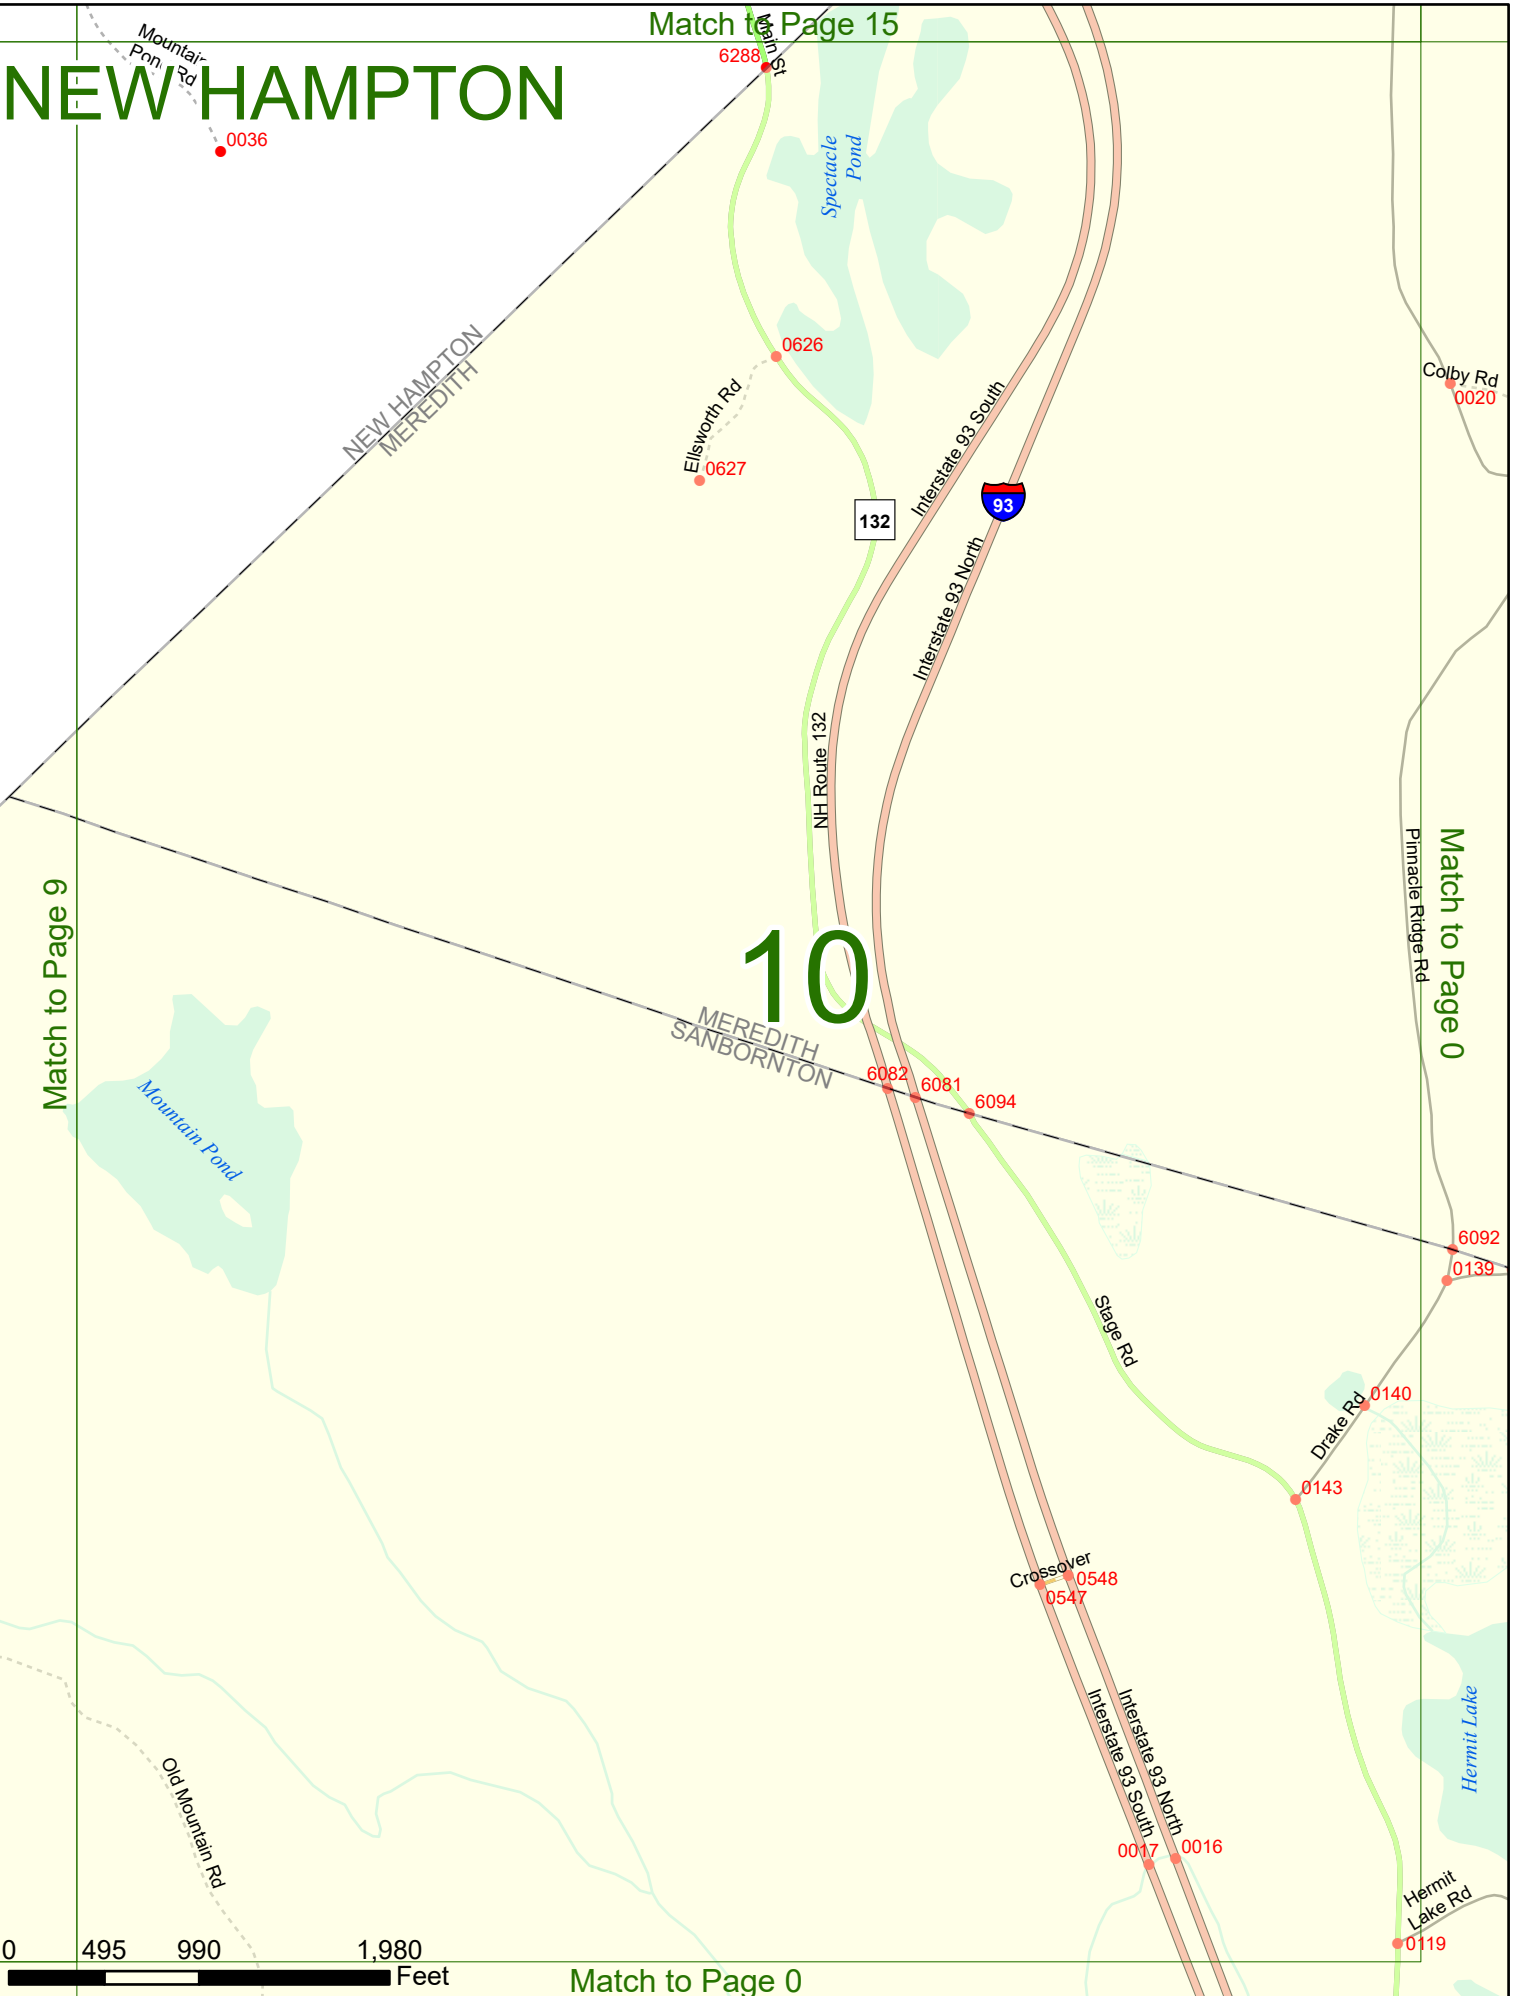 Match to Page 15
Main St
6288
Mountain
Pond Rd
NEW HAMPTON
0036
Spectacle
Pond
NEW HAMPTON
MEREDITH
0626
Ellsworth Rd
0627
Colby Rd
0020
Interstate 93 South
93
132
Interstate 93 North
NH Route 132
Pinnacle Ridge Rd
Match to Page 0
Match to Page 9
10
MEREDITH
SANBORNTON
6082
6081
6094
Mountain Pond
6092
0139
Stage Rd
0140
Drake Rd
0143
Crossover
0548
0547
Interstate 93 South
Interstate 93 North
Hermit Lake
Old Mountain Rd
0017
0016
Hermit
Lake Rd
0119
0 495 990 1,980
Feet
Match to Page 0